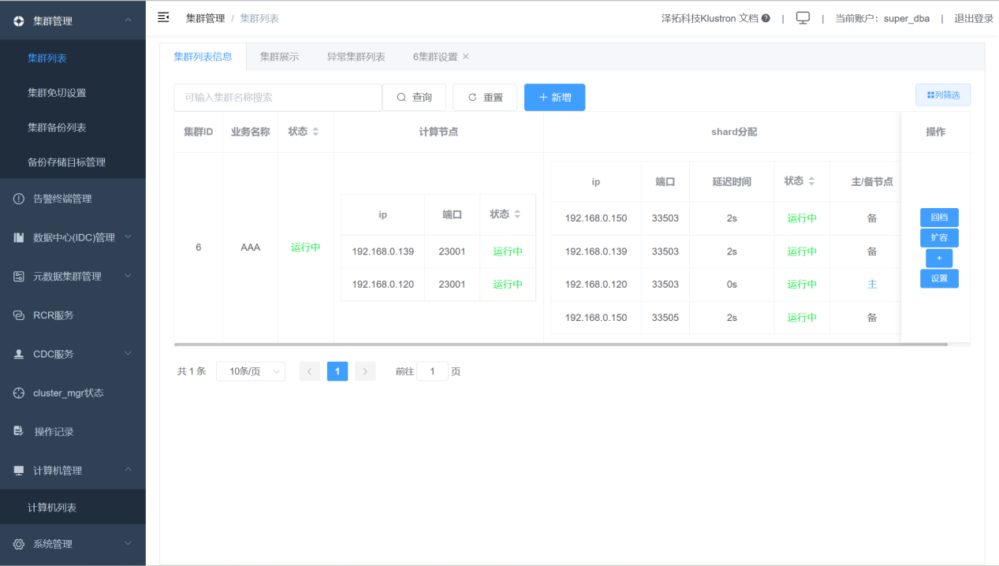 集群管理
集群列表
集群免切设置
集群备份列表
备份存储目标管理
告警终端管理
数据中心(IDC)管理
元数据集群管理
RCR服务
CDC服务
cluster_mgr状态
操作记录
计算机管理
计算机列表
系统管理
集群管理 / 集群列表
泽拓科技Klustron 文档 | | 当前账户：super_dba | 退出登录
集群列表信息 集群展示 异常集群列表 6集群设置 ×
可输入集群名称搜索 查询 重置 + 新增 列筛选
集群ID 业务名称 状态 计算节点 shard分配 操作
6 AAA 运行中
ip 端口 状态
192.168.0.139 23001 运行中
192.168.0.120 23001 运行中
ip 端口 延迟时间 状态 主/备节点
192.168.0.150 33503 2s 运行中 备
192.168.0.139 33503 2s 运行中 备
192.168.0.120 33503 0s 运行中 主
192.168.0.150 33505 2s 运行中 备
回档
扩容
+
设置
共 1 条 10条/页 < 1 > 前往 1 页